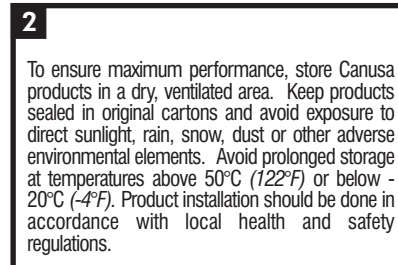 2
To ensure maximum performance, store Canusa
products in a dry, ventilated area. Keep products
sealed in original cartons and avoid exposure to
direct sunlight, rain, snow, dust or other adverse
environmental elements. Avoid prolonged storage
at temperatures above 50°C (122°F) or below -
20°C (-4°F). Product installation should be done in
accordance with local health and safety
regulations.